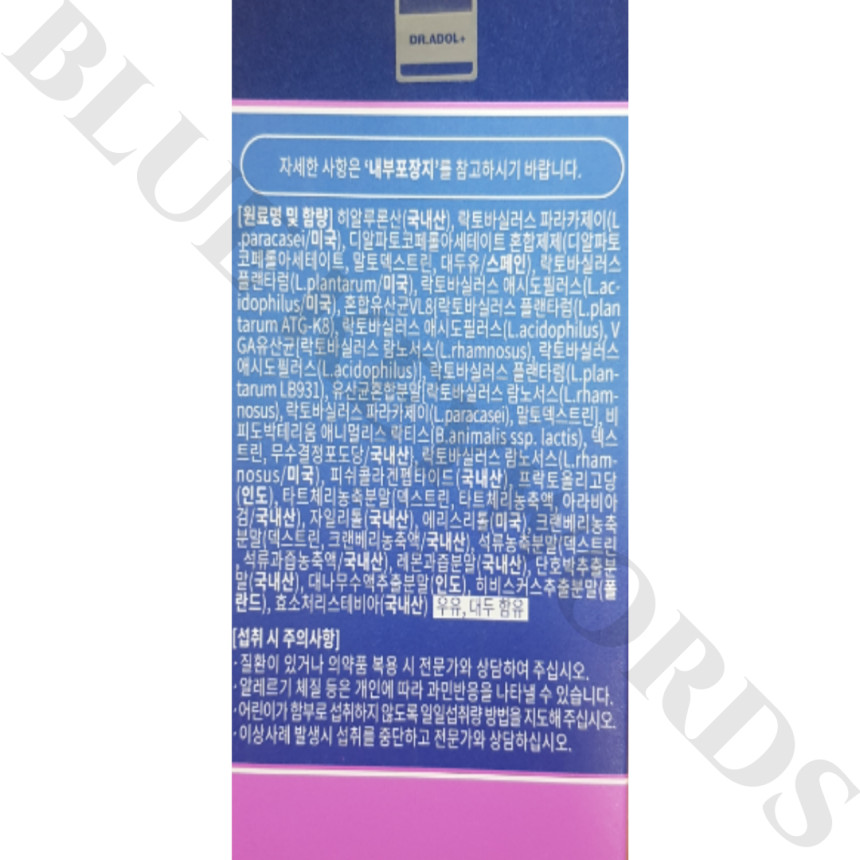 DR.ADOL+
자세한 사항은 '내부포장지'를 참고하시기 바랍니다.
[원료명 및 함량] 히알루론산(국내산), 락토바실러스 파라카제이(L
.paracasei/미국), 디알파토코페롤아세테이트 혼합제제(디알파토
코페롤아세테이트, 말토덱스트린, 대두유/스페인), 락토바실러스
플랜타럼(L.plantarum/미국), 락토바실러스 애시도필러스(L.ac-
idophilus/미국), 혼합유산균VL8(락토바실러스 플랜타럼(L.plan
tarum ATG-K8), 락토바실러스 애시도필러스(L.acidophilus), V
GA유산균[락토바실러스 람노서스(L.rhamnosus), 락토바실러스
애시도필러스(L.acidophilus)], 락토바실러스 플랜타럼(L.plan-
tarum LB931), 유산균혼합분말[락토바실러스 람노서스(L.rham-
nosus), 락토바실러스 파라카제이(L.paracasei), 말토덱스트린], 비
피도박테리움 애니멀리스 락티스(B.animalis ssp. lactis), 덱스
트린, 무수결정포도당/국내산), 락토바실러스 람노서스(L.rham-
nosus/미국), 피쉬콜라겐펩타이드(국내산), 프락토올리고당
(인도), 타트체리농축분말(덱스트린, 타트체리농축액, 아라비아
검/국내산), 자일리톨(국내산), 에리스리톨(미국), 크랜베리농축
분말(덱스트린, 크랜베리농축액/국내산), 석류농축분말(덱스트린
, 석류과즙농축액/국내산), 레몬과즙분말(국내산), 단호박추출분
말(국내산), 대나무수액추출분말(인도), 히비스커스추출분말(폴
란드), 효소처리스테비아(국내산) 우유, 대두 함유
[섭취 시 주의사항]
·질환이 있거나 의약품 복용 시 전문가와 상담하여 주십시오.
·알레르기 체질 등은 개인에 따라 과민반응을 나타낼 수 있습니다.
·어린이가 함부로 섭취하지 않도록 일일섭취량 방법을 지도해 주십시오.
·이상사례 발생시 섭취를 중단하고 전문가와 상담하십시오.